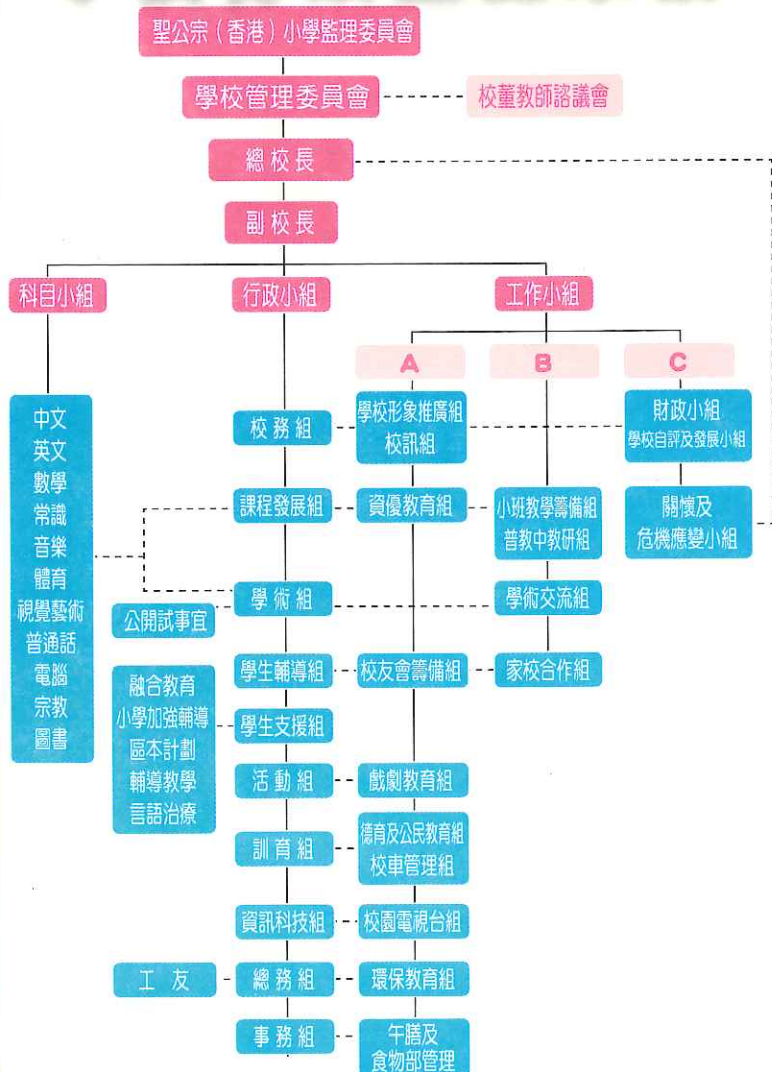 聖公宗(香港)小學監理委員會
學校管理委員會
校董教師諮議會
總校長
副校長
科目小組
行政小組
工作小組
A
B
C
中文
英文
數學
常識
音樂
體育
視覺藝術
普通話
電腦
宗教
圖書
校務組
學校形象推廣組
校訊組
財政小組
學校自評及發展小組
課程發展組
資優教育組
小班教學籌備組
普教中教研組
關懷及
危機應變小組
學術組
公開試事宜
學術交流組
學生輔導組
校友會籌備組
家校合作組
融合教育
小學加強輔導
區本計劃
輔導教學
言語治療
學生支援組
活動組
戲劇教育組
訓育組
德育及公民教育組
校車管理組
資訊科技組
校園電視台組
工友
總務組
環保教育組
事務組
午膳及
食物部管理